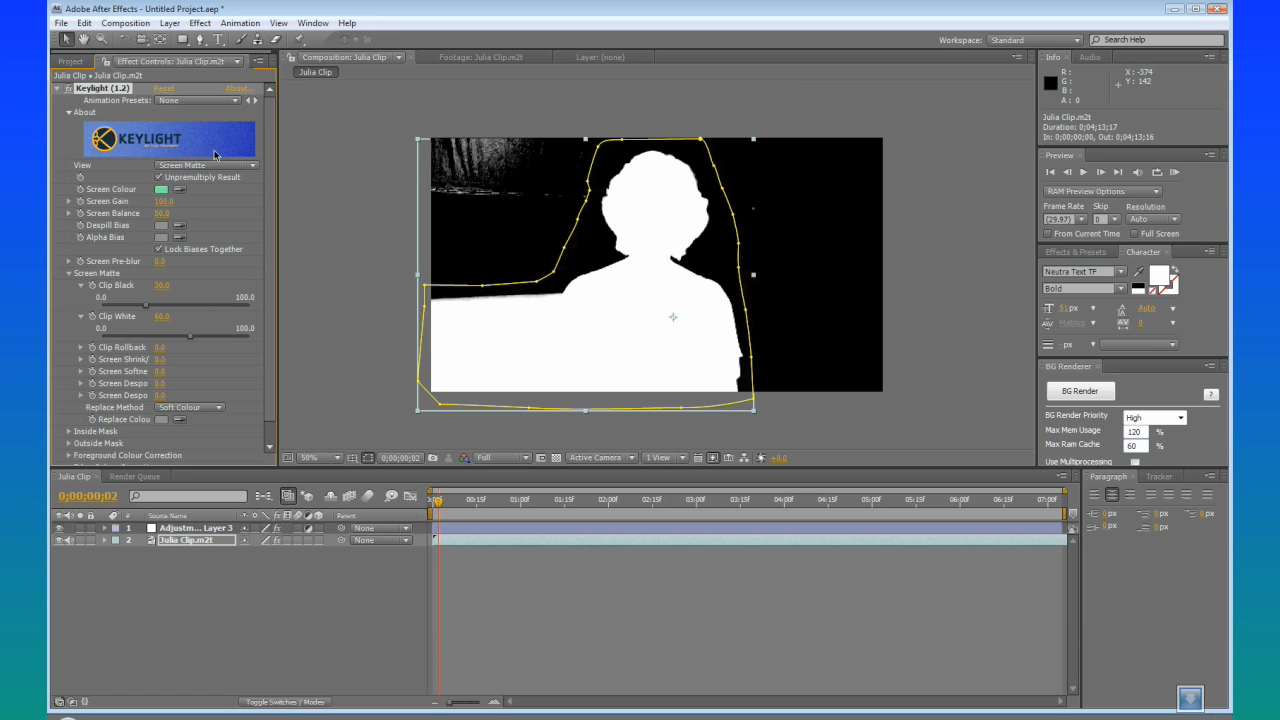 Adobe After Effects - Untitled Project.aep *
File Edit Composition Layer Effect Animation View Window Help
Workspace: Standard Search Help
Project Effect Controls: Julia Clip.m2t
Composition: Julia Clip Footage: Julia Clip.m2t Layer: (none)
Info Audio
Julia Clip • Julia Clip.m2t
Julia Clip
Keylight (1.2) Reset About...
Animation Presets: None
About
KEYLIGHT
View Screen Matte
Unpremultiply Result
Screen Colour
Screen Gain 100.0
Screen Balance 50.0
Despill Bias
Alpha Bias
Lock Biases Together
Screen Pre-blur 0.0
Screen Matte
Clip Black 30.0
0.0 100.0
Clip White 60.0
0.0 100.0
Clip Rollback 0.0
Screen Shrink/ 0.0
Screen Softne 0.0
Screen Despo 0.0
Screen Despo 0.0
Replace Method Soft Colour
Replace Colou
Inside Mask
Outside Mask
Foreground Colour Correction
50% 0;00;00;02 Full Active Camera 1 View +0.0
R: X: -374
G: Y: 142
B:
A: 0
Julia Clip.m2t
Duration: 0;04;13;17
In: 0;00;00;00, Out: 0;04;13;16
Preview
RAM Preview Options
Frame Rate Skip Resolution
(29.97) 0 Auto
From Current Time Full Screen
Effects & Presets Character
Neutra Text TF
Bold
51 px Auto
Metrics 0
- px
BG Renderer
BG Render ?
BG Render Priority High
Max Mem Usage 120 %
Max Ram Cache 60 %
Use Multiprocessing
Julia Clip Render Queue
Paragraph Tracker
0;00;00;02
00:15f 01:00f 01:15f 02:00f 02:15f 03:00f 03:15f 04:00f 04:15f 05:00f 05:15f 06:00f 06:15f 07:00f
# Source Name Parent
1 Adjustm... Layer 3 None
2 Julia Clip.m2t None
0 px 0 px 0 px
0 px 0 px
Toggle Switches / Modes